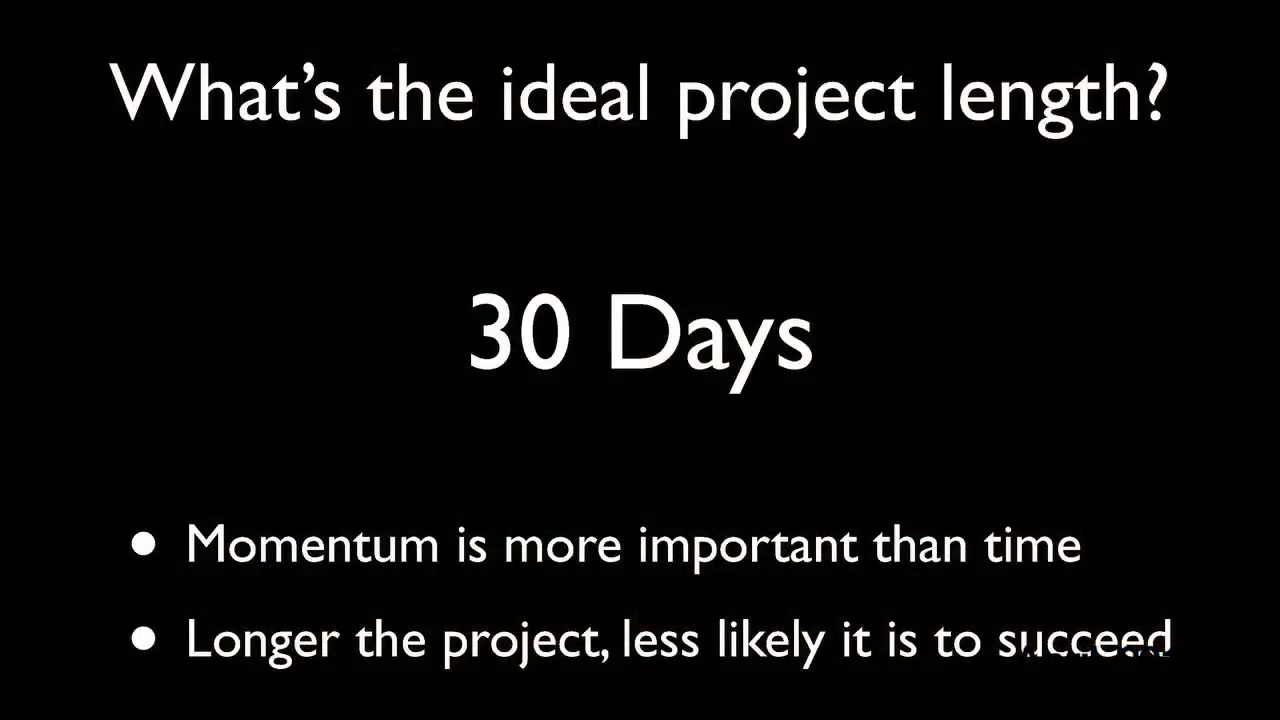 What’s the ideal project length?
30 Days
● Momentum is more important than time
● Longer the project, less likely it is to succeed